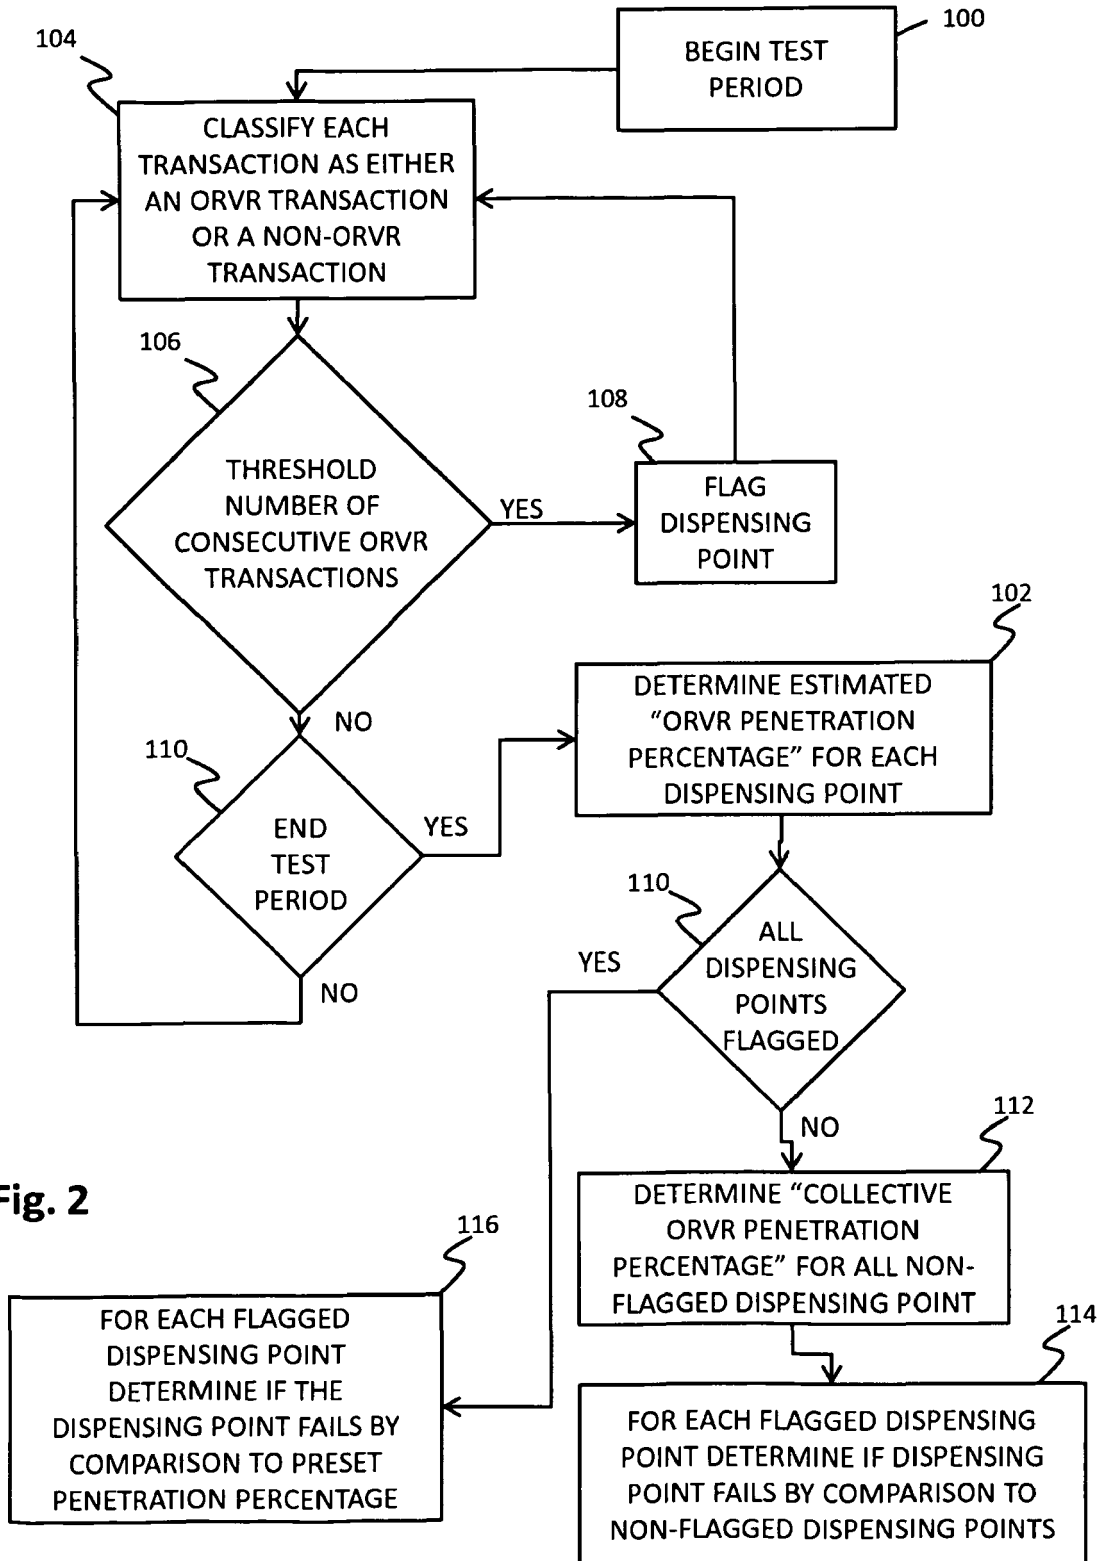 100
BEGIN TEST
PERIOD
104
CLASSIFY EACH
TRANSACTION AS EITHER
AN ORVR TRANSACTION
OR A NON-ORVR
TRANSACTION
106
THRESHOLD
NUMBER OF
CONSECUTIVE ORVR
TRANSACTIONS
YES
108
FLAG
DISPENSING
POINT
NO
110
END
TEST
PERIOD
YES
NO
102
DETERMINE ESTIMATED
“ORVR PENETRATION
PERCENTAGE” FOR EACH
DISPENSING POINT
110
ALL
DISPENSING
POINTS
FLAGGED
YES
NO
112
DETERMINE “COLLECTIVE
ORVR PENETRATION
PERCENTAGE” FOR ALL NON-
FLAGGED DISPENSING POINT
Fig. 2
116
FOR EACH FLAGGED
DISPENSING POINT
DETERMINE IF THE
DISPENSING POINT FAILS BY
COMPARISON TO PRESET
PENETRATION PERCENTAGE
114
FOR EACH FLAGGED DISPENSING
POINT DETERMINE IF DISPENSING
POINT FAILS BY COMPARISON TO
NON-FLAGGED DISPENSING POINTS